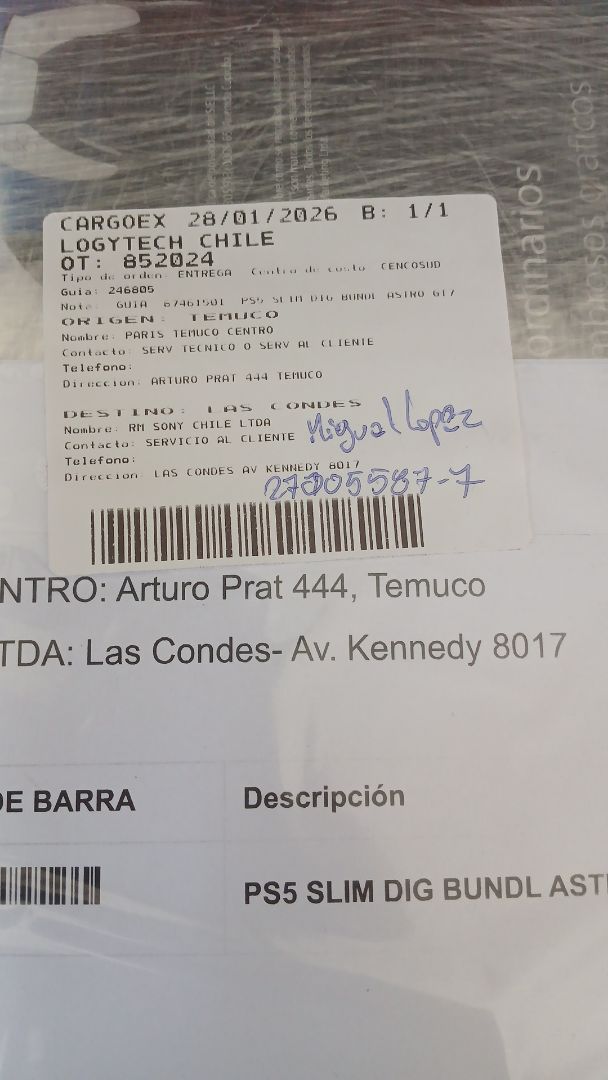 ordinarios
gráficos
CARGOEX 28/01/2026 B: 1/1
LOGYTECH CHILE
OT: 852024
Tipo de orden: ENTREGA Centro de costo CENCOSUD
Guia: 246805
Nota: GUIA 67461501 PS5 SLIM DIG BUNDL ASTRO GT7
ORIGEN: TEMUCO
Nombre: PARIS TEMUCO CENTRO
Contacto: SERV TECNICO O SERV AL CLIENTE
Telefono:
Direccion: ARTURO PRAT 444 TEMUCO
DESTINO: LAS CONDES
Nombre: RM SONY CHILE LTDA
Contacto: SERVICIO AL CLIENTE
Miguel Lopez
Telefono:
Direccion: LAS CONDES AV KENNEDY 8017
27005587-7
NTRO: Arturo Prat 444, Temuco
TDA: Las Condes- Av. Kennedy 8017
DE BARRA Descripción
PS5 SLIM DIG BUNDL AST